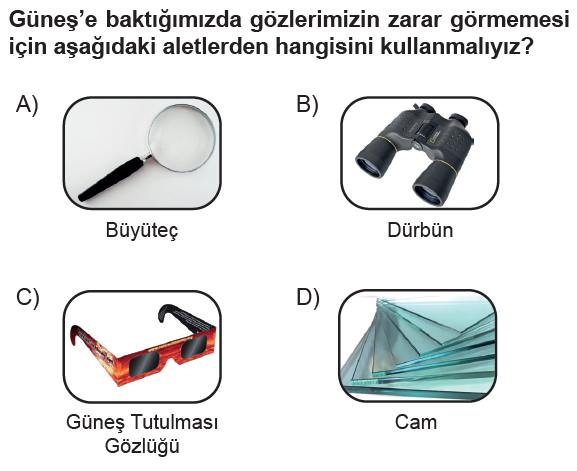 Güneş’e baktığımızda gözlerimizin zarar görmemesi
için aşağıdaki aletlerden hangisini kullanmalıyız?
A)
B)
Büyüteç
Dürbün
C)
D)
Güneş Tutulması
Gözlüğü
Cam